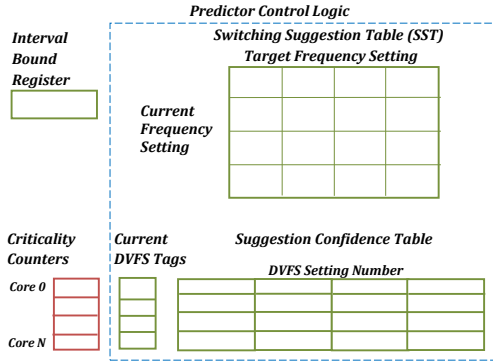 Predictor Control Logic
Interval
Bound
Register
Switching Suggestion Table (SST)
Target Frequency Setting
Current
Frequency
Setting
Criticality
Counters
Core 0
Core N
Current
DVFS Tags
Suggestion Confidence Table
DVFS Setting Number